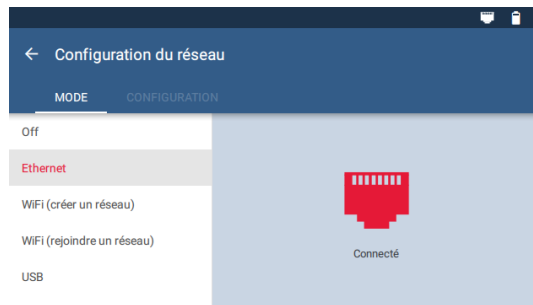 Configuration du réseau
MODE CONFIGURATION
Off
Ethernet
WiFi (créer un réseau)
WiFi (rejoindre un réseau)
USB
Connecté